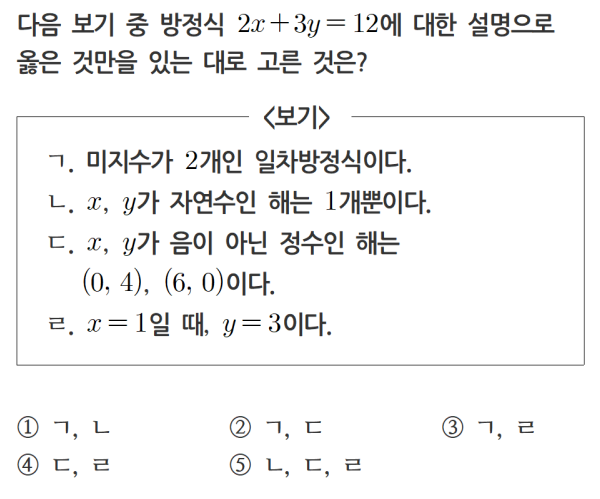 다음 보기 중 방정식 2x+3y=12에 대한 설명으로
옳은 것만을 있는 대로 고른 것은?
<보기>
ㄱ. 미지수가 2개인 일차방정식이다.
ㄴ. x, y가 자연수인 해는 1개뿐이다.
ㄷ. x, y가 음이 아닌 정수인 해는
(0, 4), (6, 0)이다.
ㄹ. x=1일 때, y=3이다.
① ㄱ, ㄴ ② ㄱ, ㄷ ③ ㄱ, ㄹ
④ ㄷ, ㄹ ⑤ ㄴ, ㄷ, ㄹ